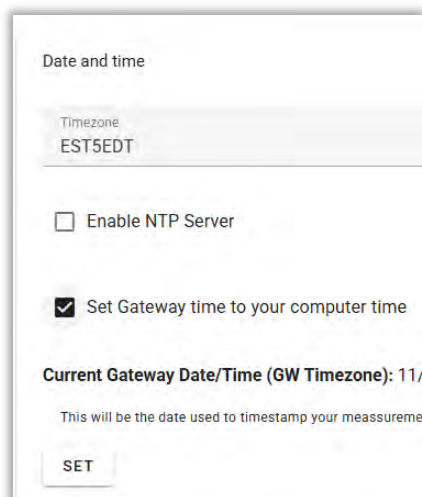 Date and time
Timezone
EST5EDT
Enable NTP Server
Set Gateway time to your computer time
Current Gateway Date/Time (GW Timezone): 11/
This will be the date used to timestamp your meassureme
SET